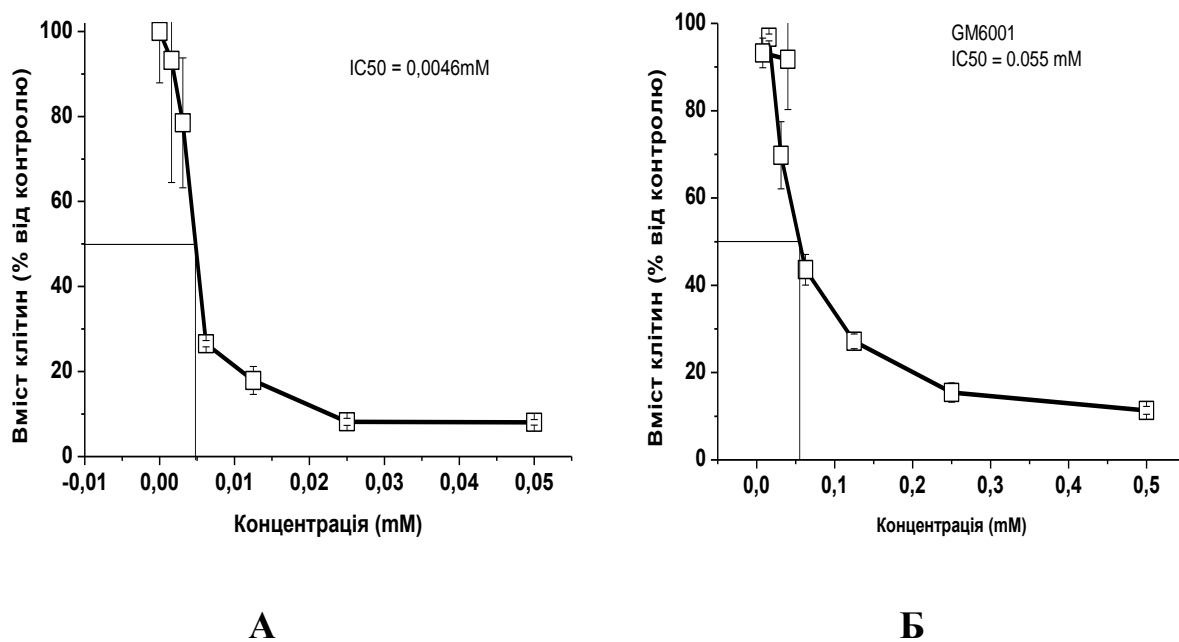 Вміст клітин (% від контролю)
100
80
60
40
20
0
IC50 = 0,0046mM
-0,01
0,00
0,01
0,02
0,03
0,04
0,05
Концентрація (mM)
А
Вміст клітин (% від контролю)
100
80
60
40
20
0
GM6001
IC50 = 0.055 mM
0,0
0,1
0,2
0,3
0,4
0,5
Концентрація (mM)
Б